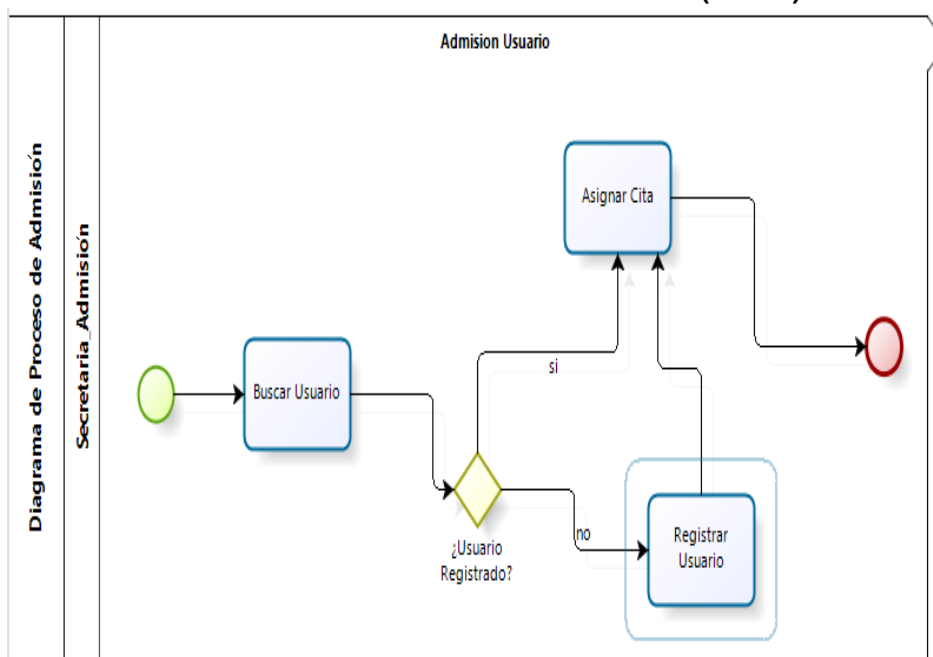 Admision Usuario
Diagrama de Proceso de Admisión
Secretaria_Admisión
Asignar Cita
si
Buscar Usuario
no
¿Usuario
Registrado?
Registrar
Usuario